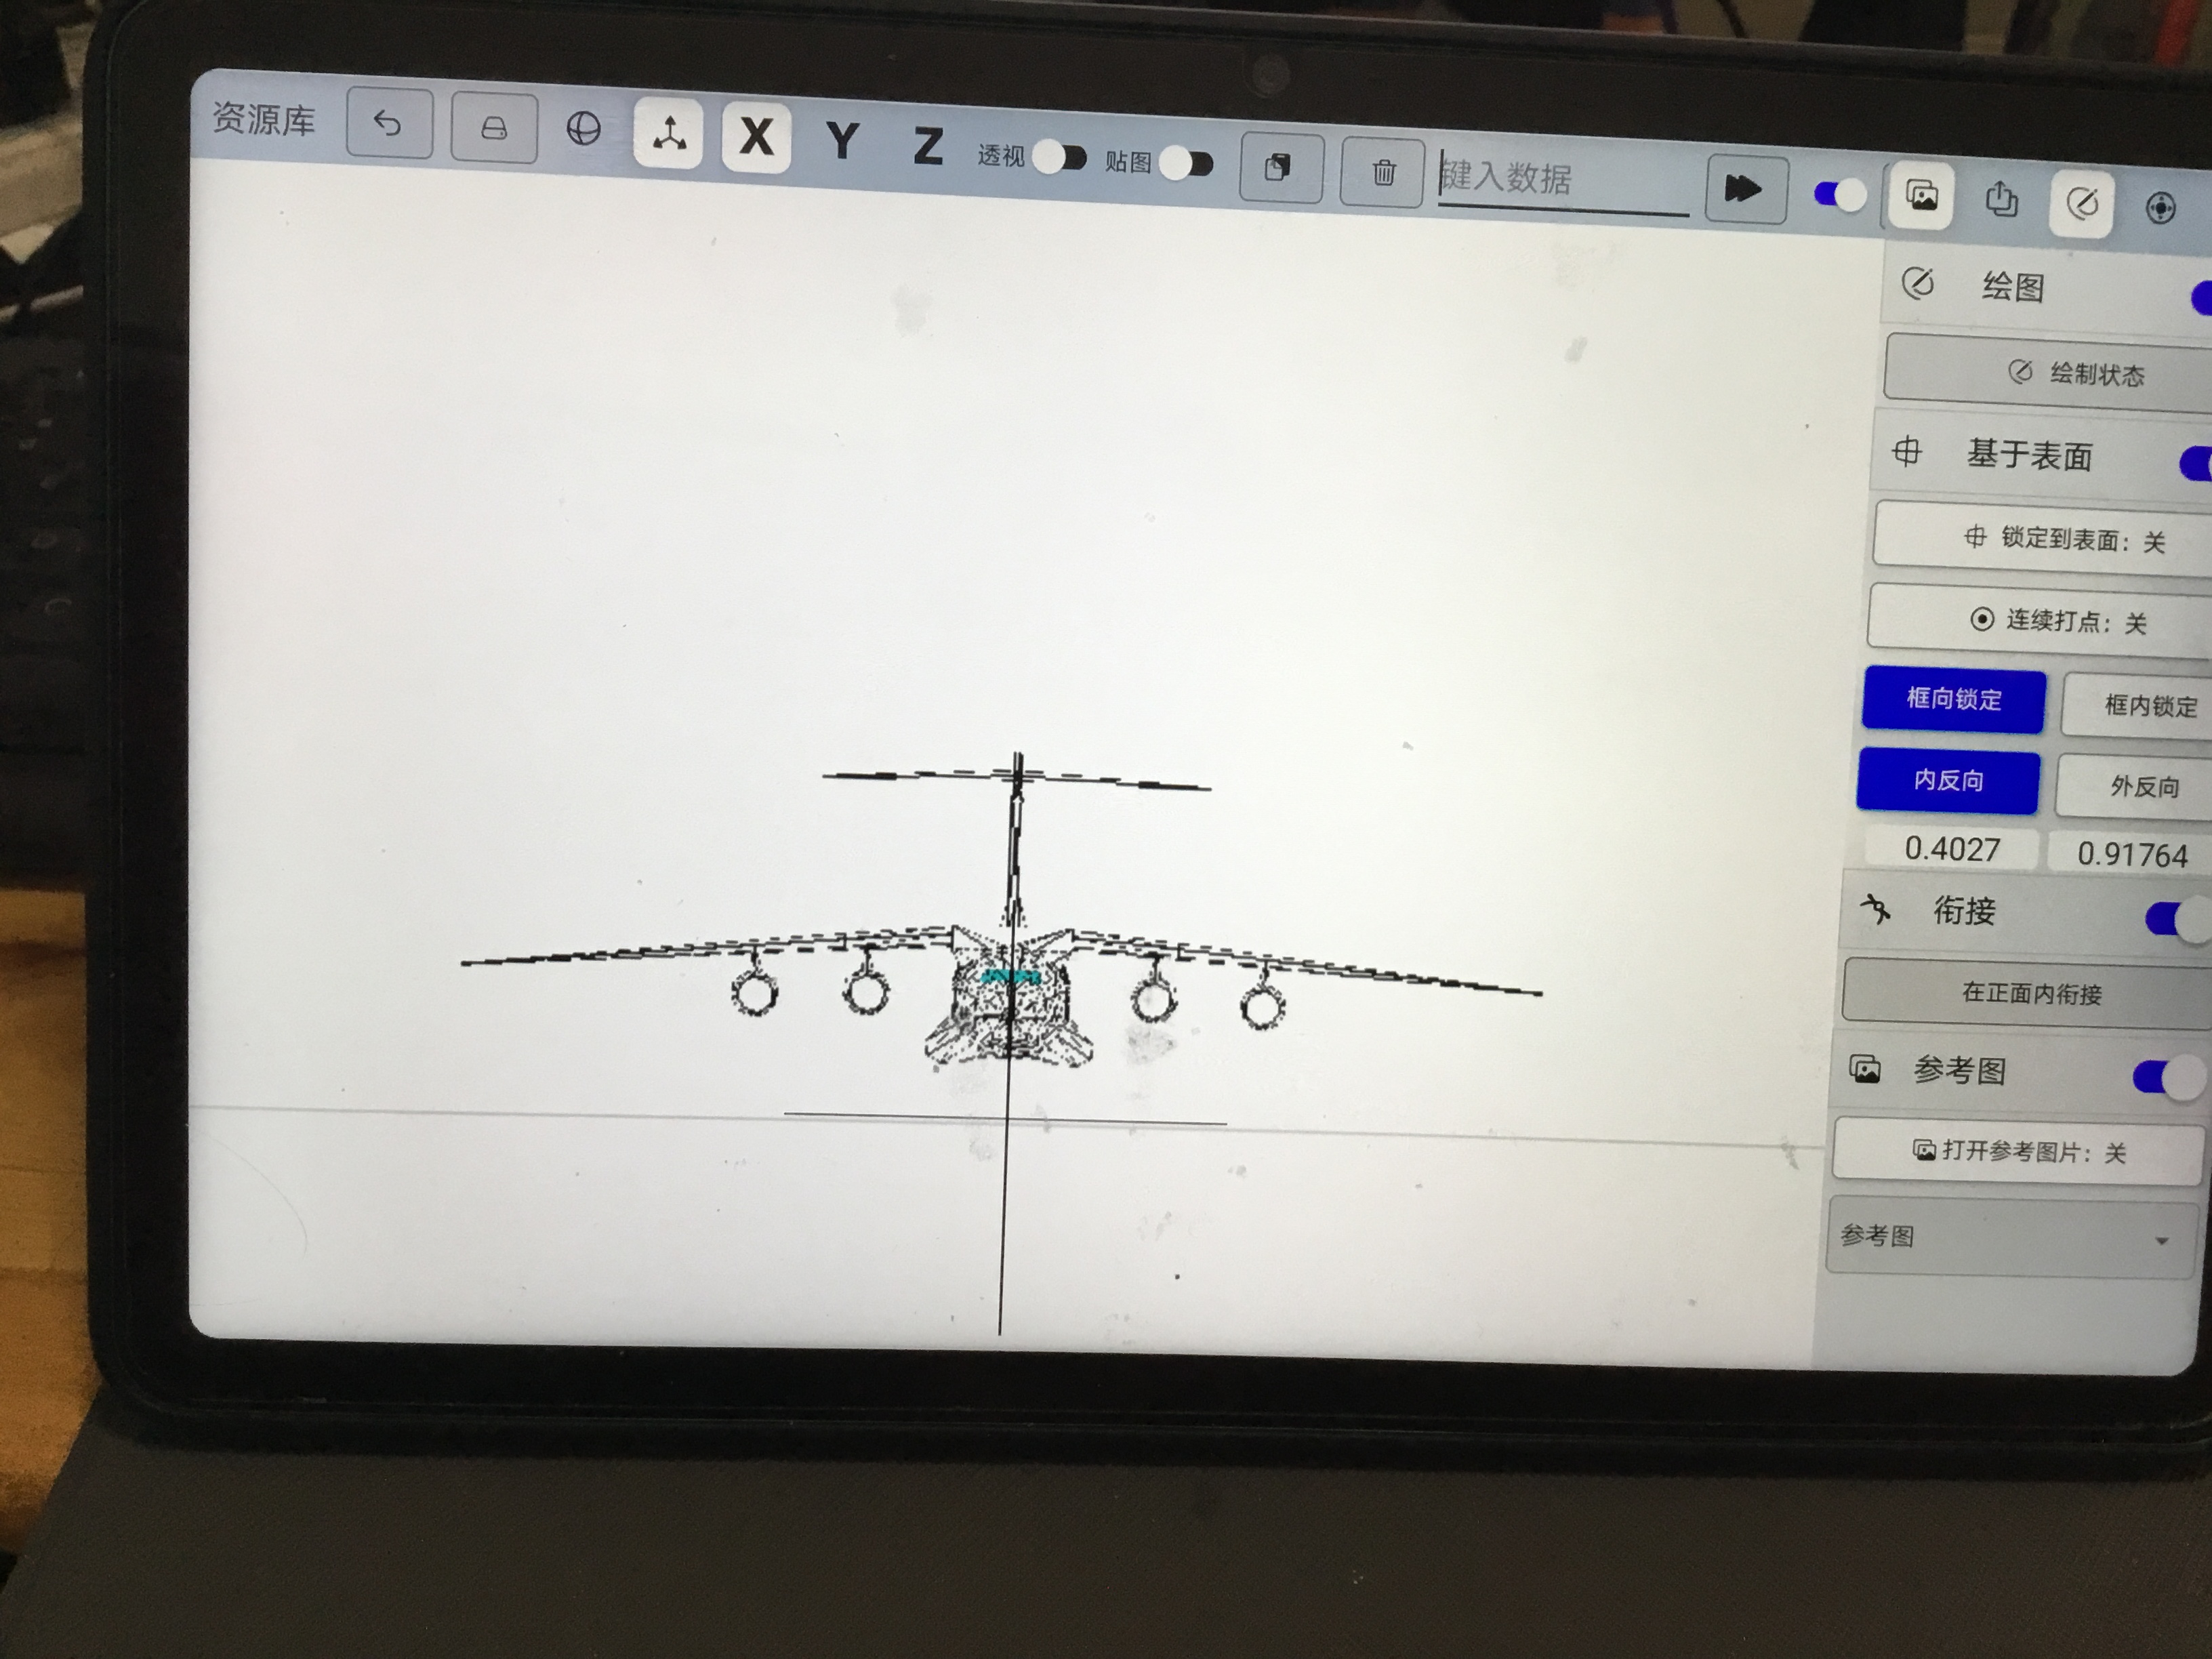 资源库 X Y Z 透视 贴图 键入数据
绘图
绘制状态
基于表面
锁定到表面：关
连续打点：关
框向锁定 框内锁定
内反向 外反向
0.4027 0.91764
衔接
在正面内衔接
参考图
打开参考图片：关
参考图